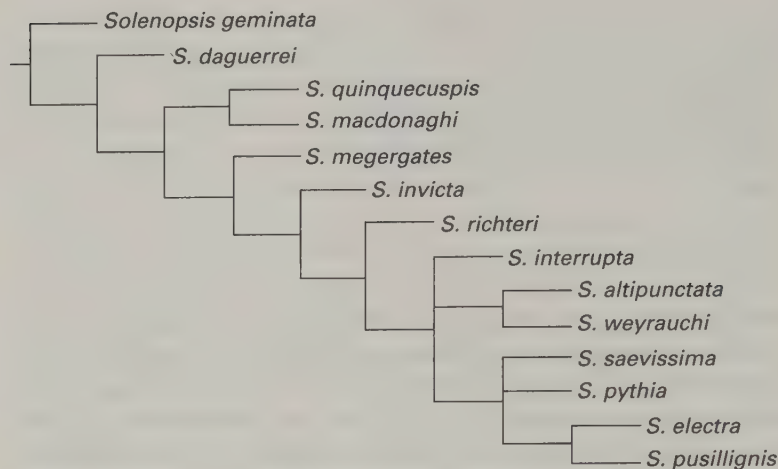 Solenopsis geminata
S. daguerrei
S. quinquecuspis
S. macdonaghi
S. megergates
S. invicta
S. richteri
S. interrupta
S. altipunctata
S. weyrauchi
S. saevissima
S. pythia
S. electra
S. pusillignis